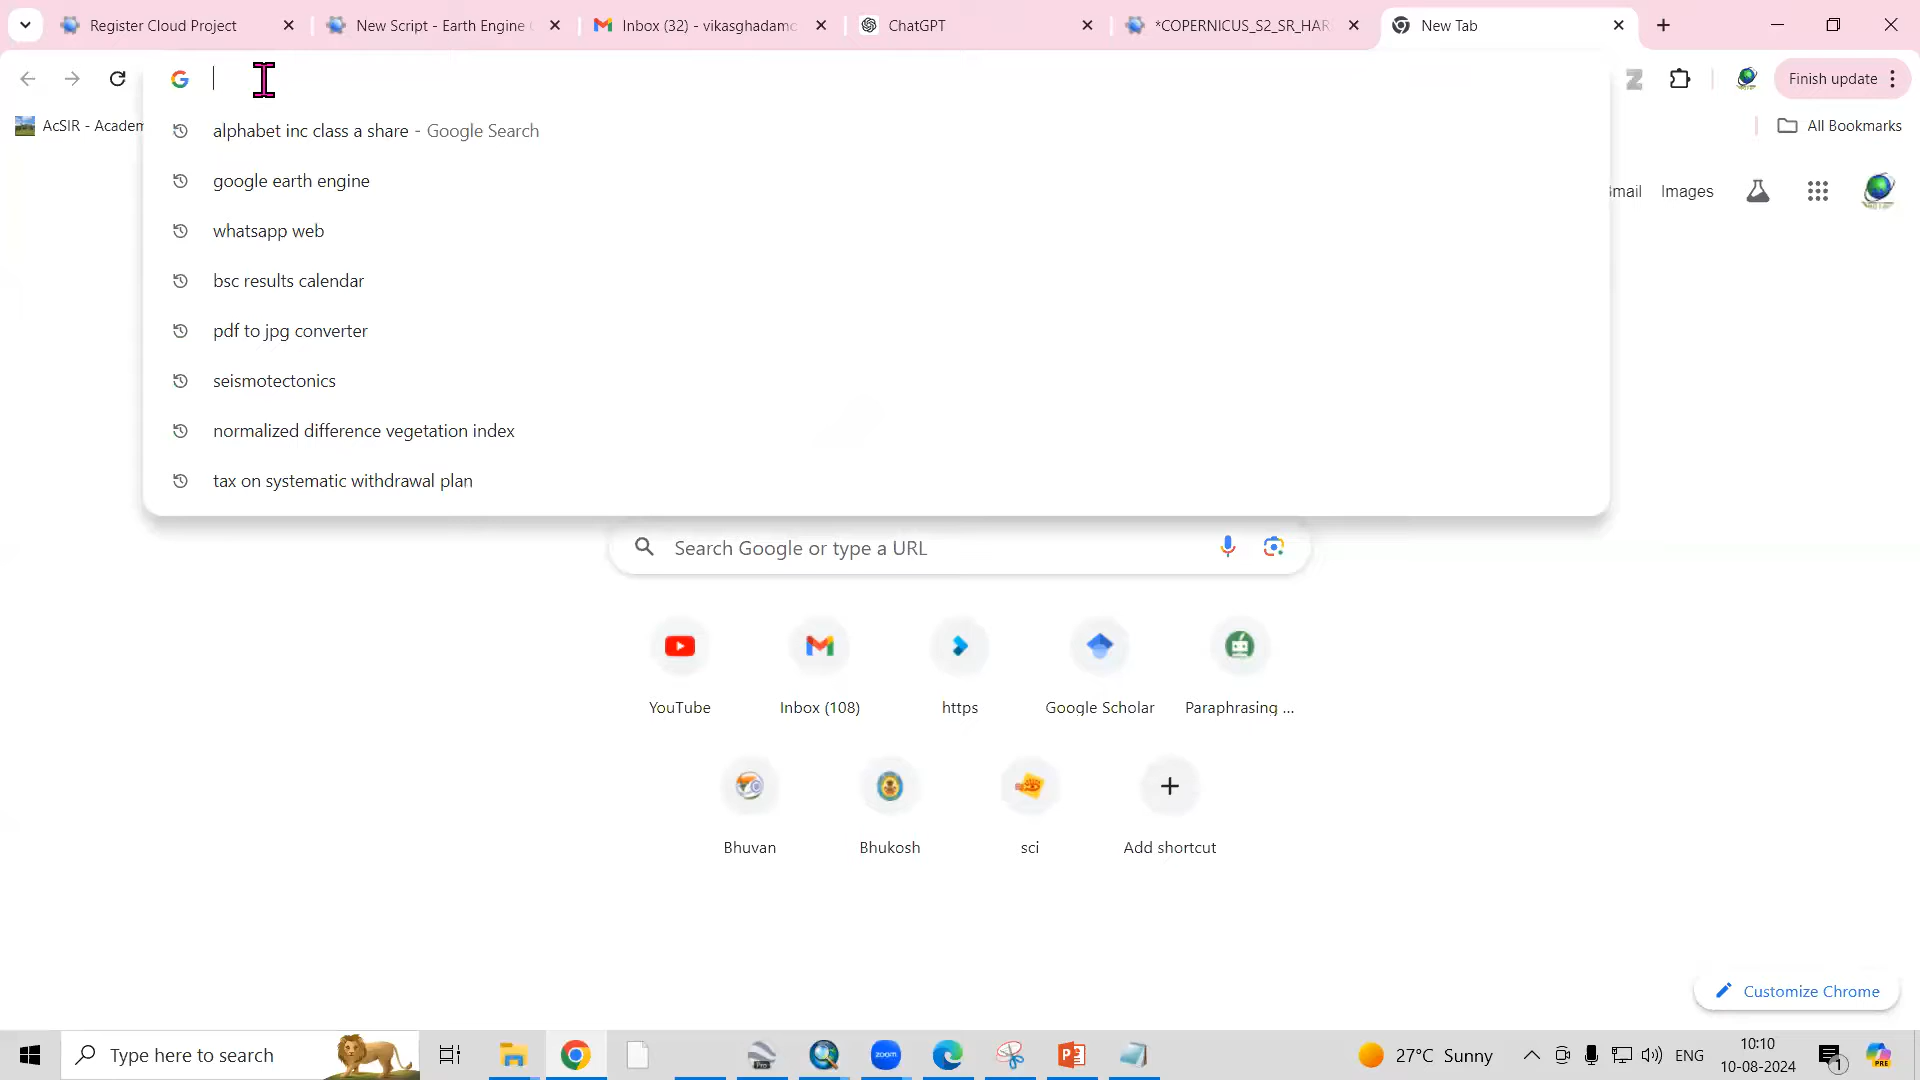 Register Cloud Project
New Script - Earth Engine
Inbox (32) - vikasghadamo
ChatGPT
*COPERNICUS_S2_SR_HAR
New Tab
Finish update
AcSIR - Academ
All Bookmarks
alphabet inc class a share - Google Search
google earth engine
whatsapp web
bsc results calendar
pdf to jpg converter
seismotectonics
normalized difference vegetation index
tax on systematic withdrawal plan
Gmail
Images
Search Google or type a URL
YouTube
Inbox (108)
https
Google Scholar
Paraphrasing ...
Bhuvan
Bhukosh
sci
Add shortcut
Customize Chrome
Type here to search
zoom
27°C Sunny
ENG
10:10
10-08-2024
1